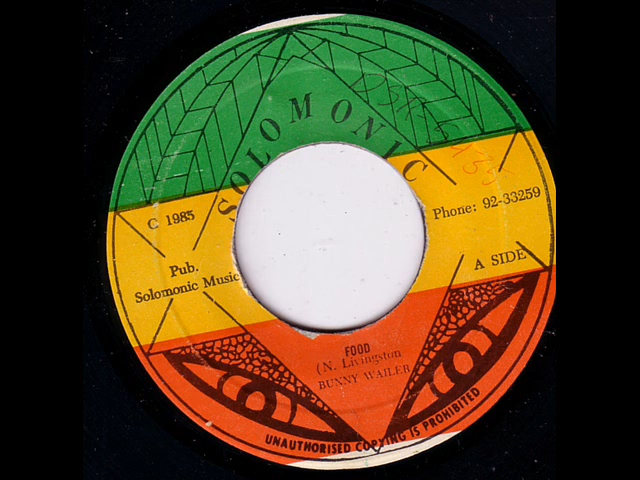 SOLOMONIC
C 1985
Phone: 92-33259
Pub.
Solomonic Music
A SIDE
FOOD
(N. Livingston
BUNNY WAILER
UNAUTHORISED COPYING IS PROHIBITED